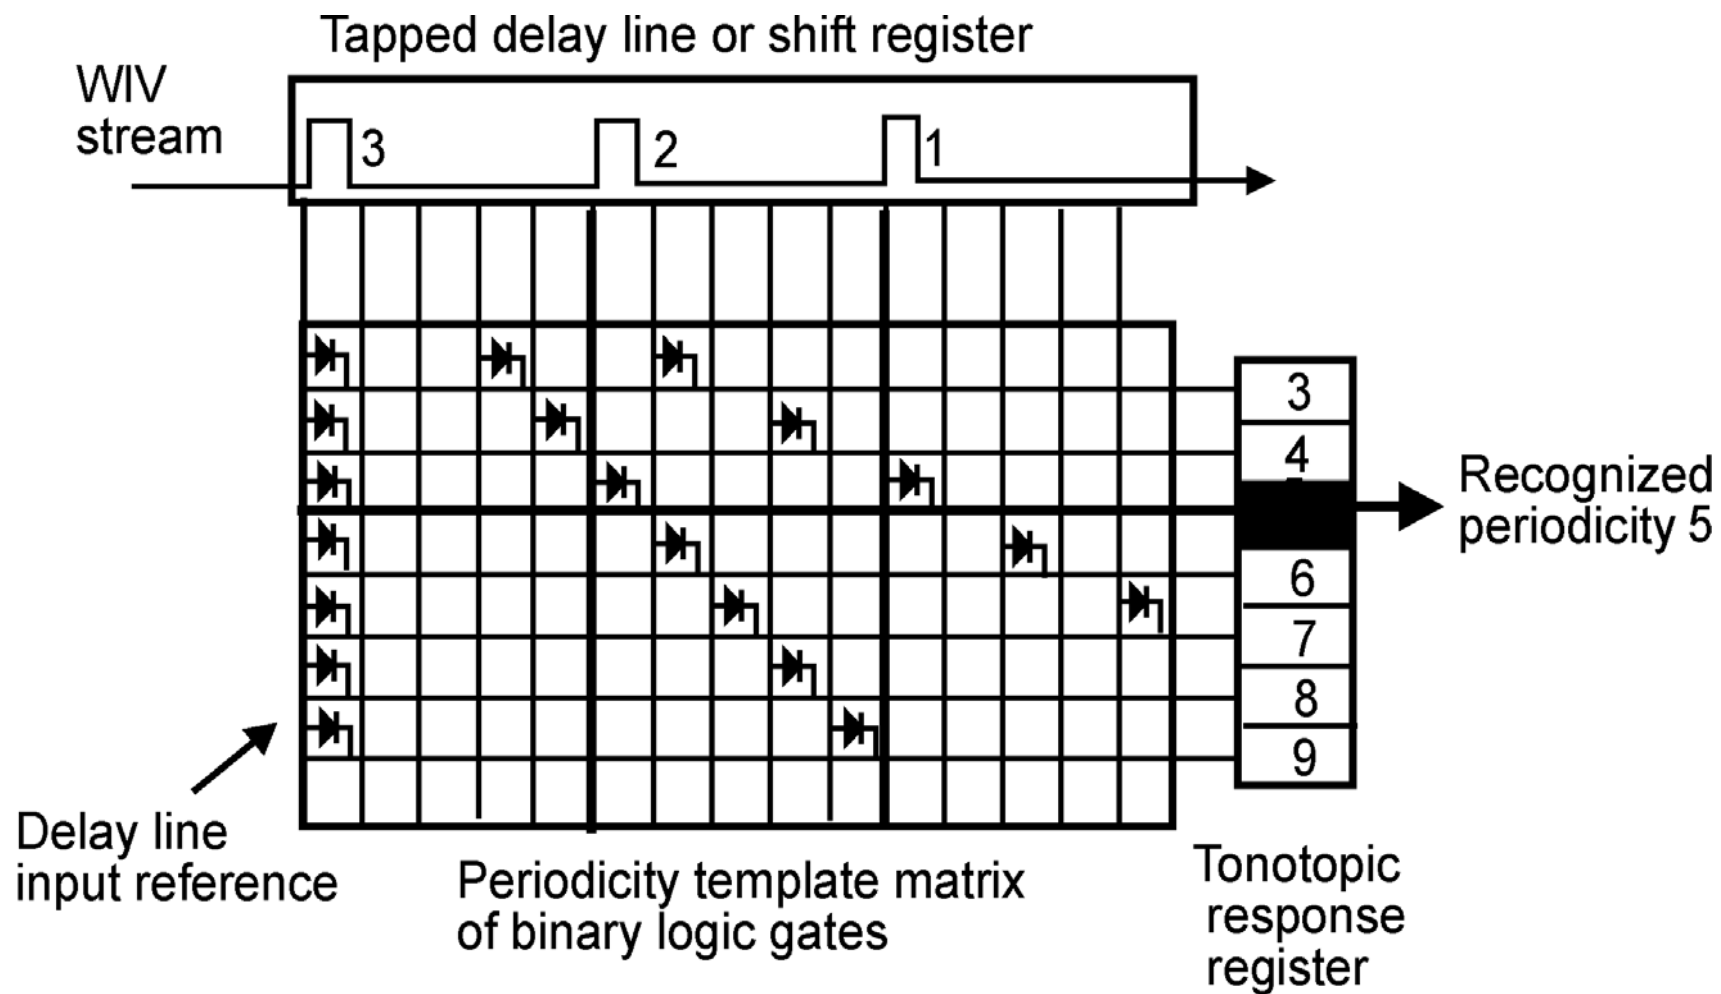 Tapped delay line or shift register
WIV
stream
3
2
1
3
4
6
7
8
9
Recognized
periodicity 5
Delay line
input reference
Periodicity template matrix
of binary logic gates
Tonotopic
response
register